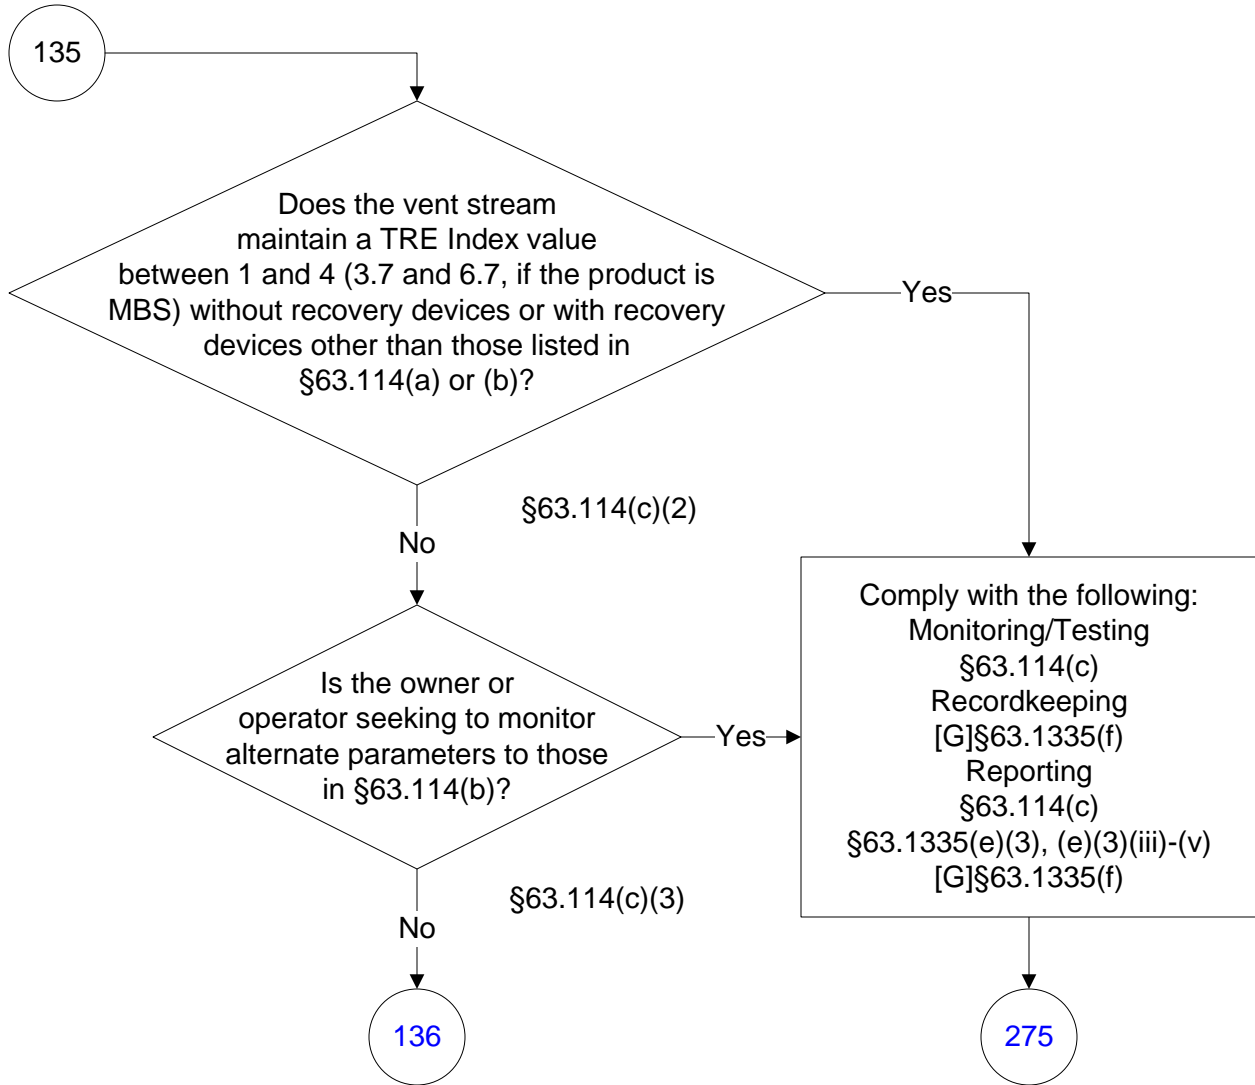 135
Does the vent stream
maintain a TRE Index value
between 1 and 4 (3.7 and 6.7, if the product is
MBS) without recovery devices or with recovery
devices other than those listed in
§63.114(a) or (b)?
Yes
§63.114(c)(2)
No
Is the owner or
operator seeking to monitor
alternate parameters to those
in §63.114(b)?
Yes
Comply with the following:
Monitoring/Testing
§63.114(c)
Recordkeeping
[G]§63.1335(f)
Reporting
§63.114(c)
§63.1335(e)(3), (e)(3)(iii)-(v)
[G]§63.1335(f)
§63.114(c)(3)
No
136
275